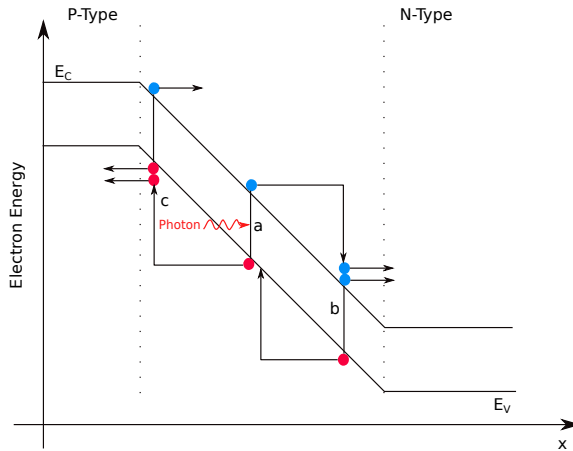 P-Type
N-Type
E_C
Electron Energy
c
Photon
a
b
E_V
x